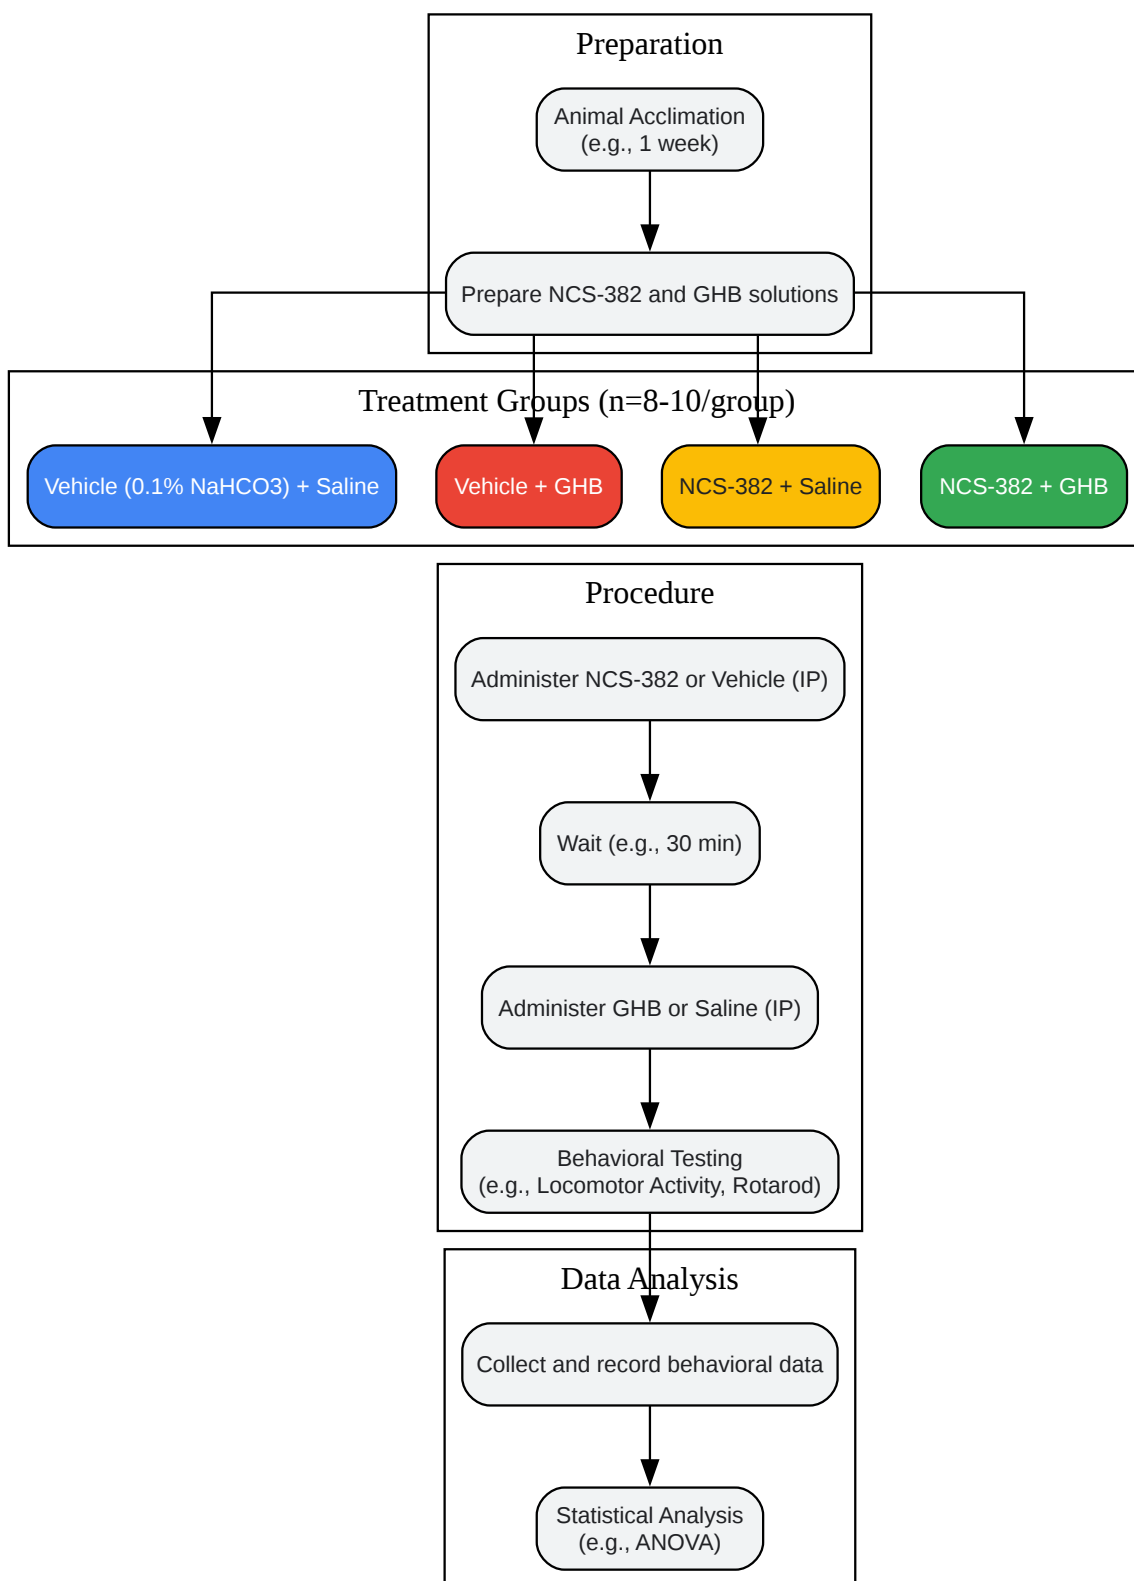 Preparation
Animal Acclimation
(e.g., 1 week)
Prepare NCS-382 and GHB solutions
Treatment Groups (n=8-10/group)
Vehicle (0.1% NaHCO3) + Saline
Vehicle + GHB
NCS-382 + Saline
NCS-382 + GHB
Procedure
Administer NCS-382 or Vehicle (IP)
Wait (e.g., 30 min)
Administer GHB or Saline (IP)
Behavioral Testing
(e.g., Locomotor Activity, Rotarod)
Data Analysis
Collect and record behavioral data
Statistical Analysis
(e.g., ANOVA)